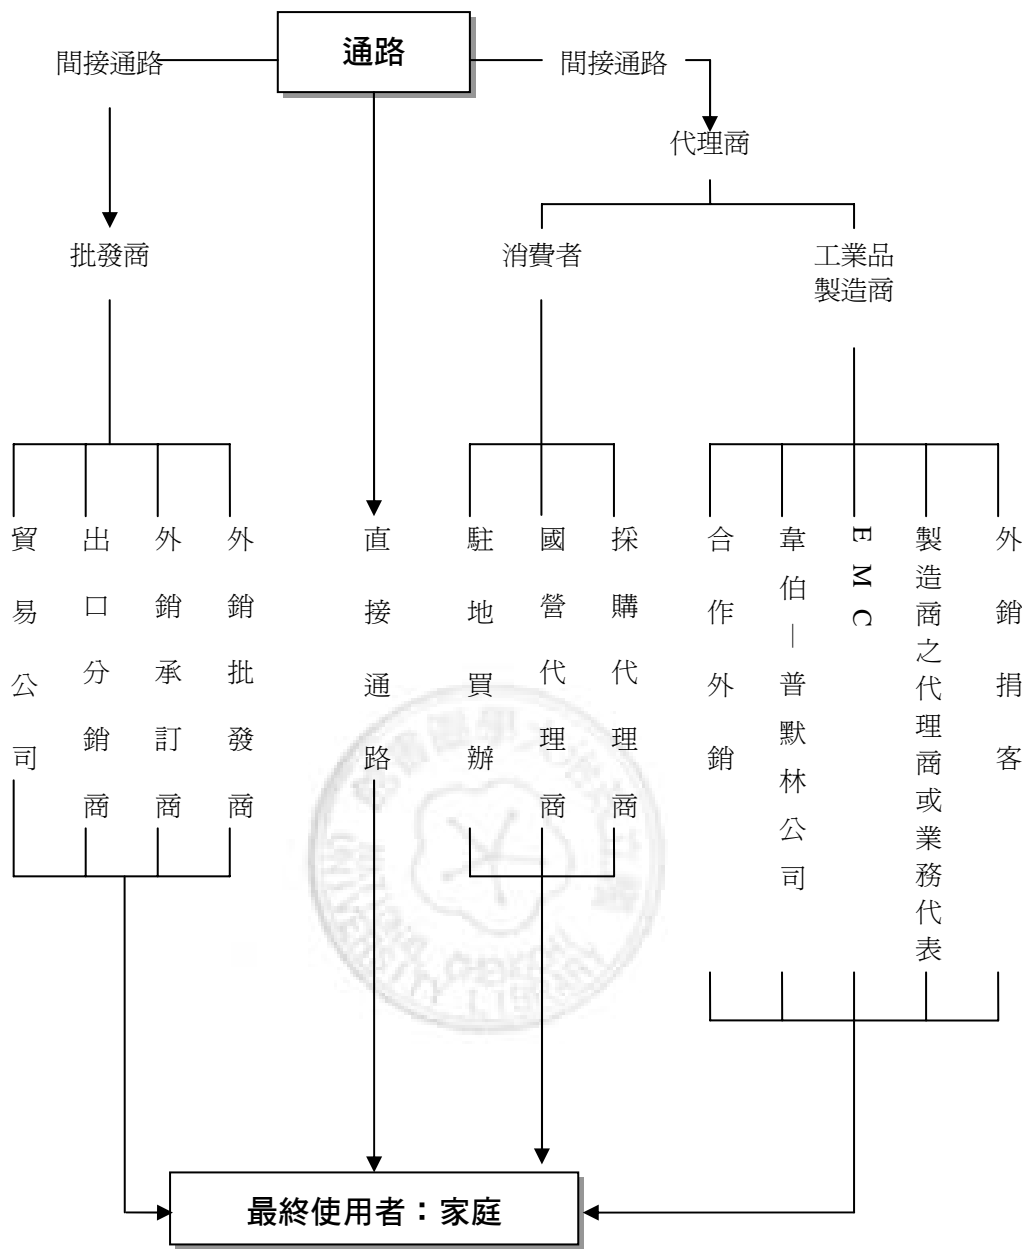 通路
間接通路
間接通路
代理商
批發商
消費者
工業品
製造商
貿易公司
出口分銷商
外銷承訂商
外銷批發商
直接通路
駐地買辦
國營代理商
採購代理商
合作外銷
韋伯—普默林公司
EMC
製造商之代理商或業務代表
外銷捐客
最終使用者：家庭